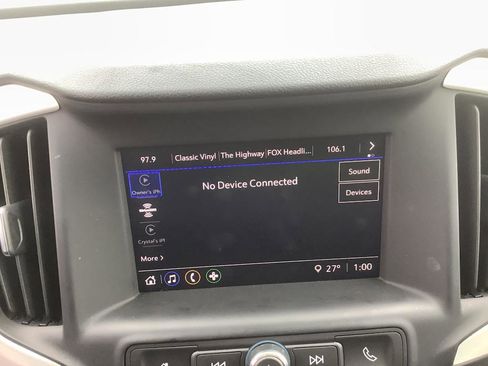 97.9 Classic Vinyl The Highway FOX Headli... 106.1
Owner's iPh
No Device Connected
Sound
Devices
Crystal's iPl
More >
27° 1:00